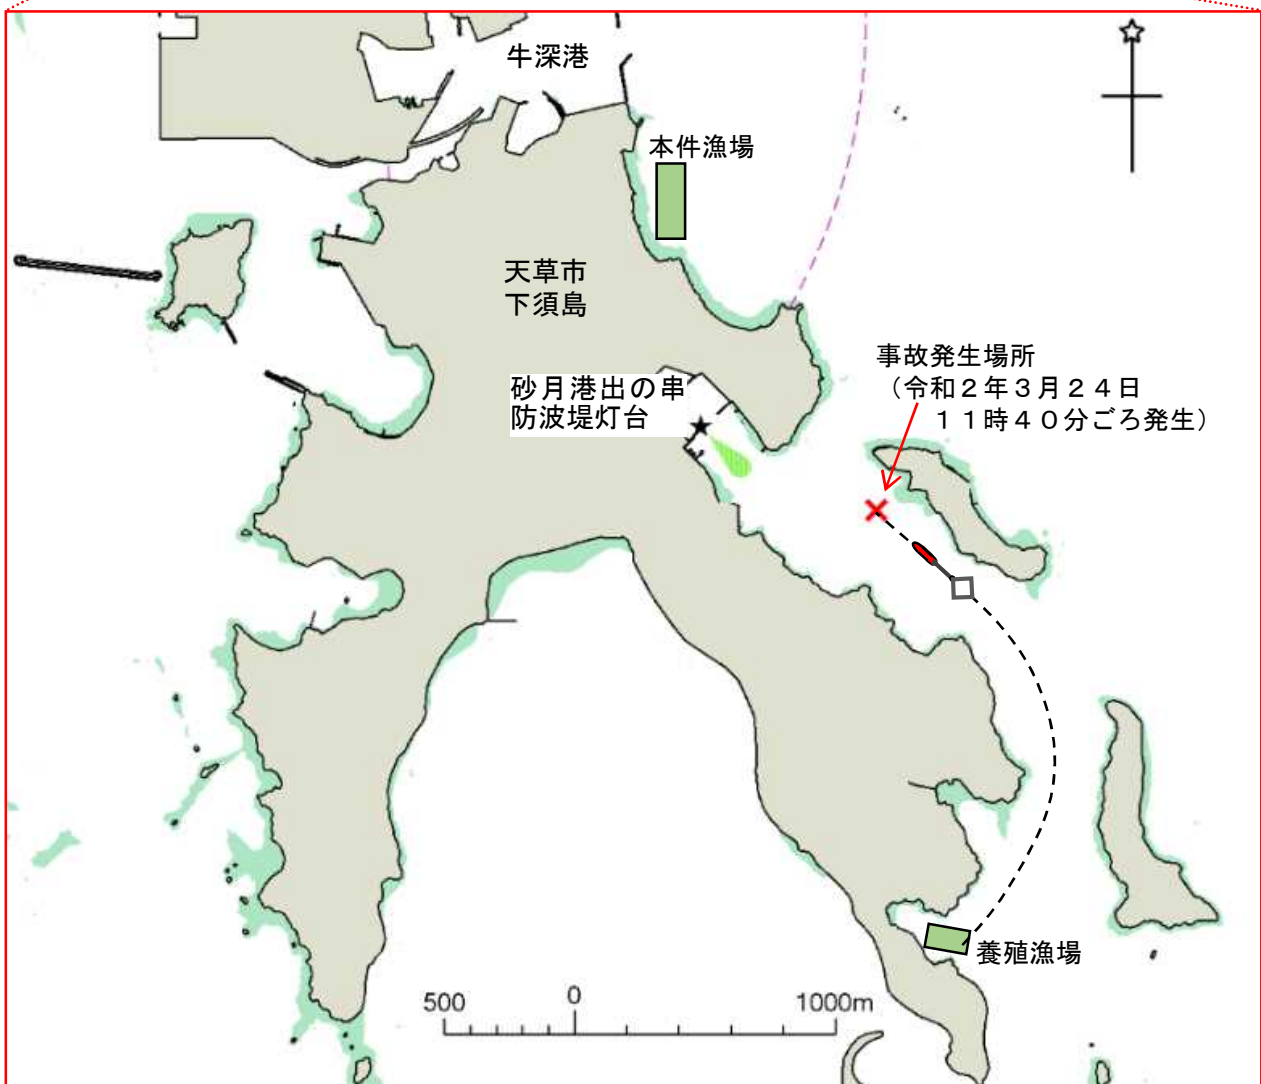 牛深港
本件漁場
天草市
下須島
事故発生場所
（令和２年３月２４日
１１時４０分ごろ発生）
砂月港出の串
防波堤灯台
養殖漁場
500 0 1000m